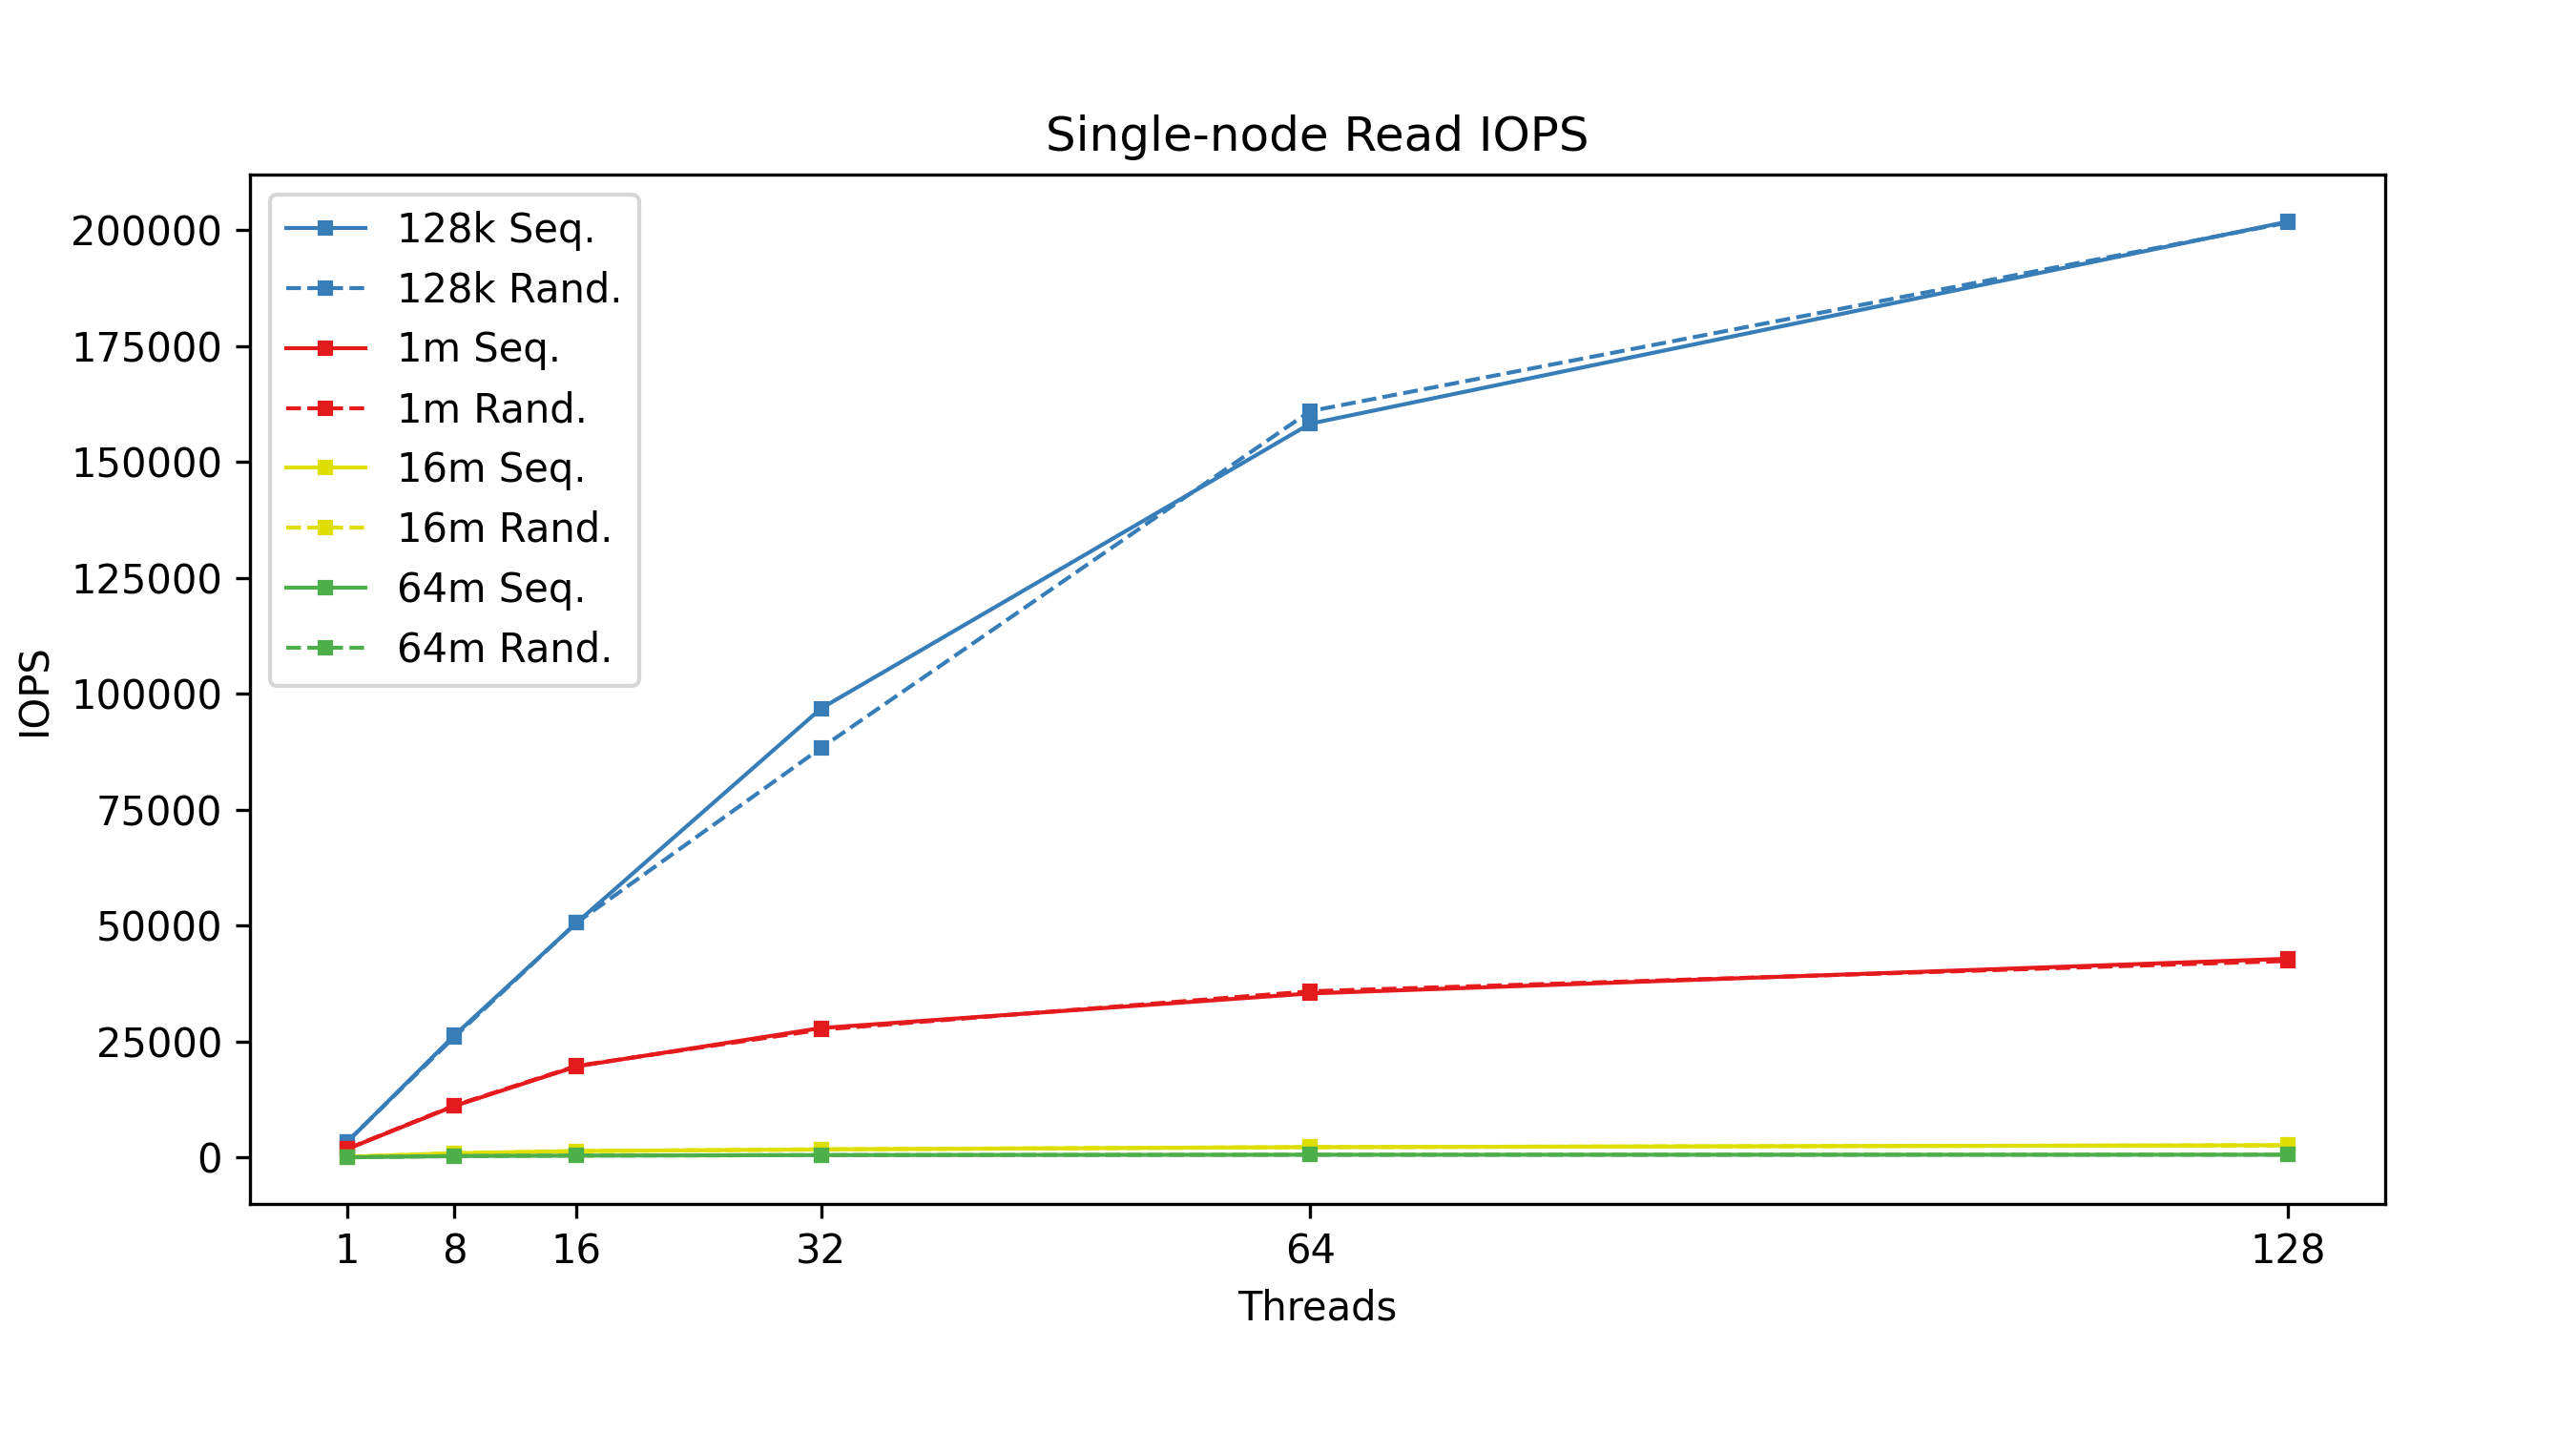 Single-node Read IOPS
128k Seq.
128k Rand.
1m Seq.
1m Rand.
16m Seq.
16m Rand.
64m Seq.
64m Rand.
200000
175000
150000
125000
100000
75000
50000
25000
0
IOPS
1 8 16 32 64 128
Threads